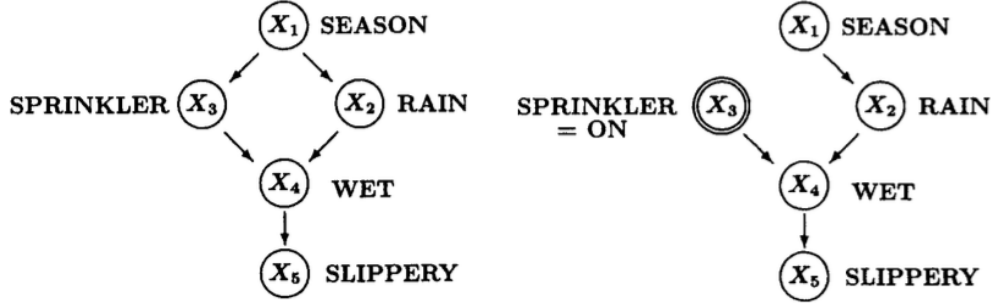 X1 SEASON
SPRINKLER X3
X2 RAIN
X4 WET
X5 SLIPPERY
X1 SEASON
SPRINKLER
= ON
X3
X2 RAIN
X4 WET
X5 SLIPPERY